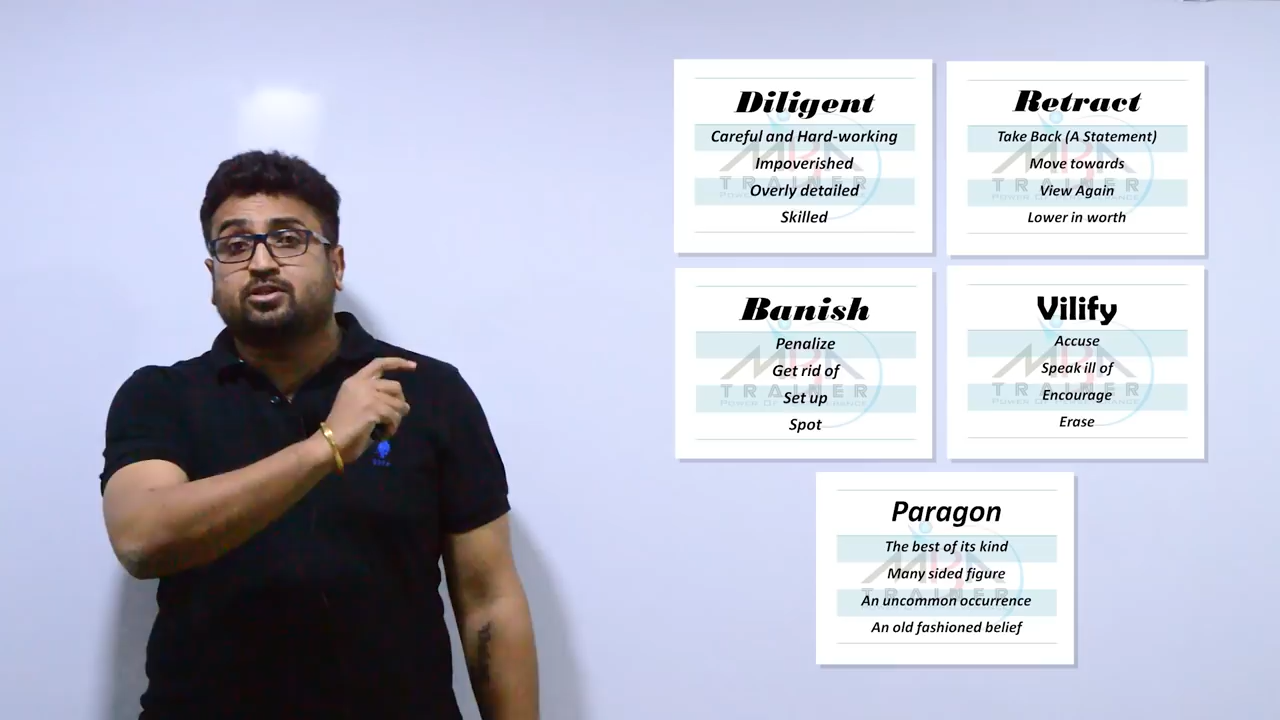 Diligent
Careful and Hard-working
Impoverished
Overly detailed
Skilled
Retract
Take Back (A Statement)
Move towards
View Again
Lower in worth
Banish
Penalize
Get rid of
Set up
Spot
Vilify
Accuse
Speak ill of
Encourage
Erase
Paragon
The best of its kind
Many sided figure
An uncommon occurrence
An old fashioned belief